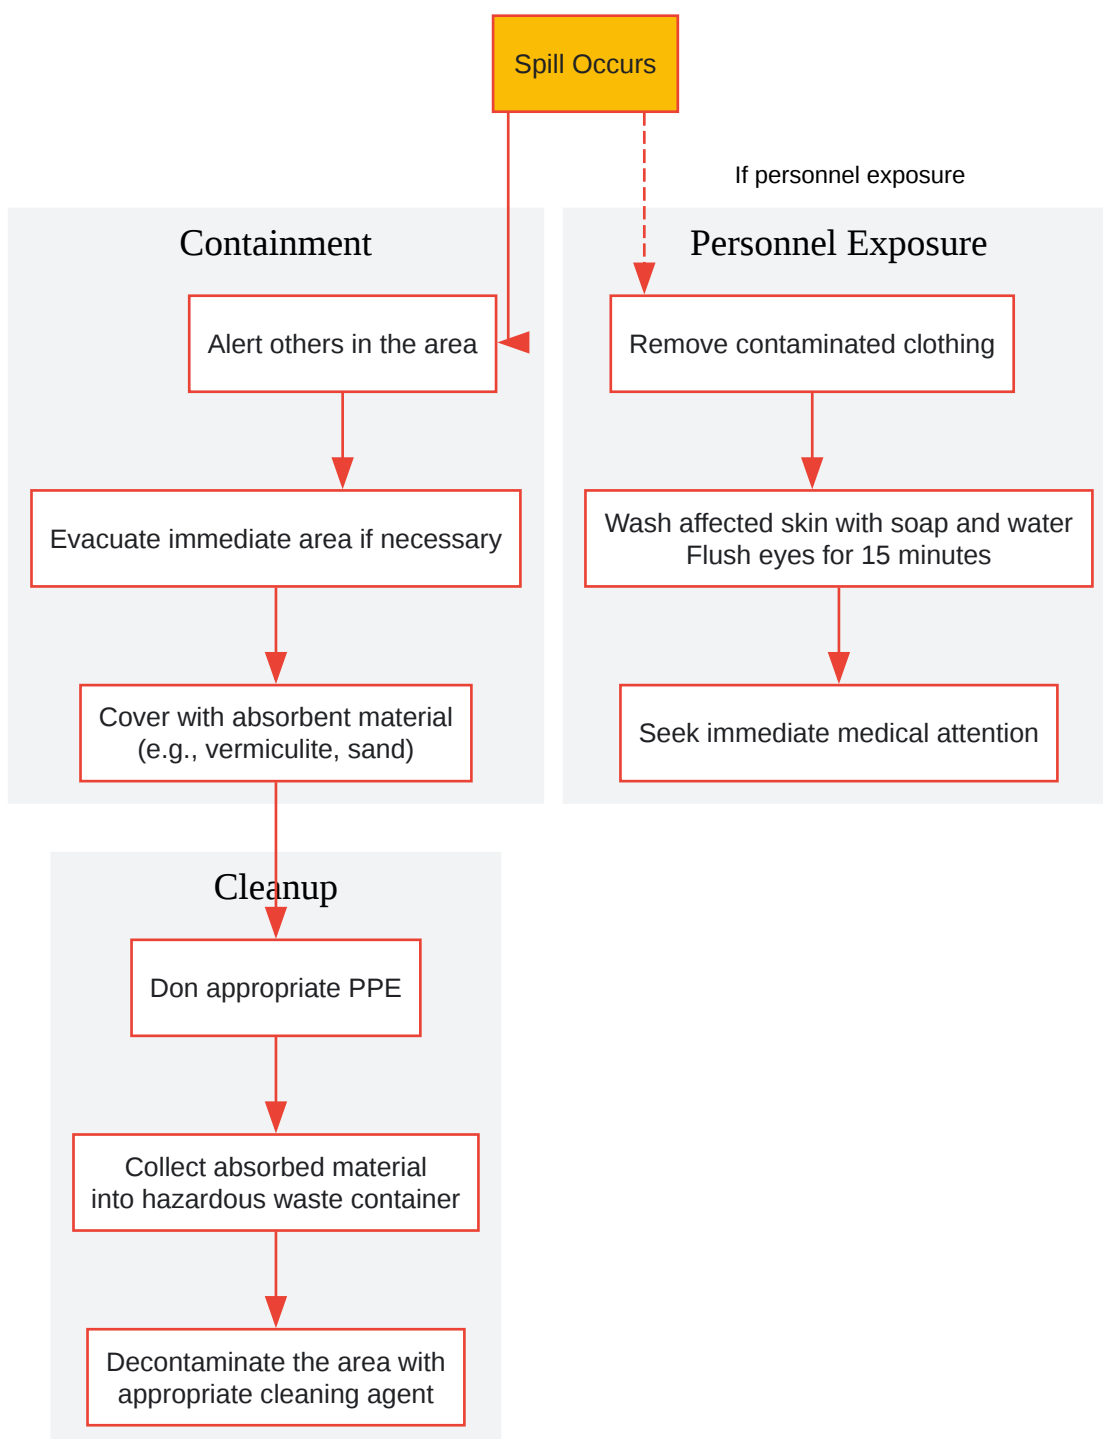 Spill Occurs
If personnel exposure
Containment
Alert others in the area
Evacuate immediate area if necessary
Cover with absorbent material
(e.g., vermiculite, sand)
Personnel Exposure
Remove contaminated clothing
Wash affected skin with soap and water
Flush eyes for 15 minutes
Seek immediate medical attention
Cleanup
Don appropriate PPE
Collect absorbed material
into hazardous waste container
Decontaminate the area with
appropriate cleaning agent